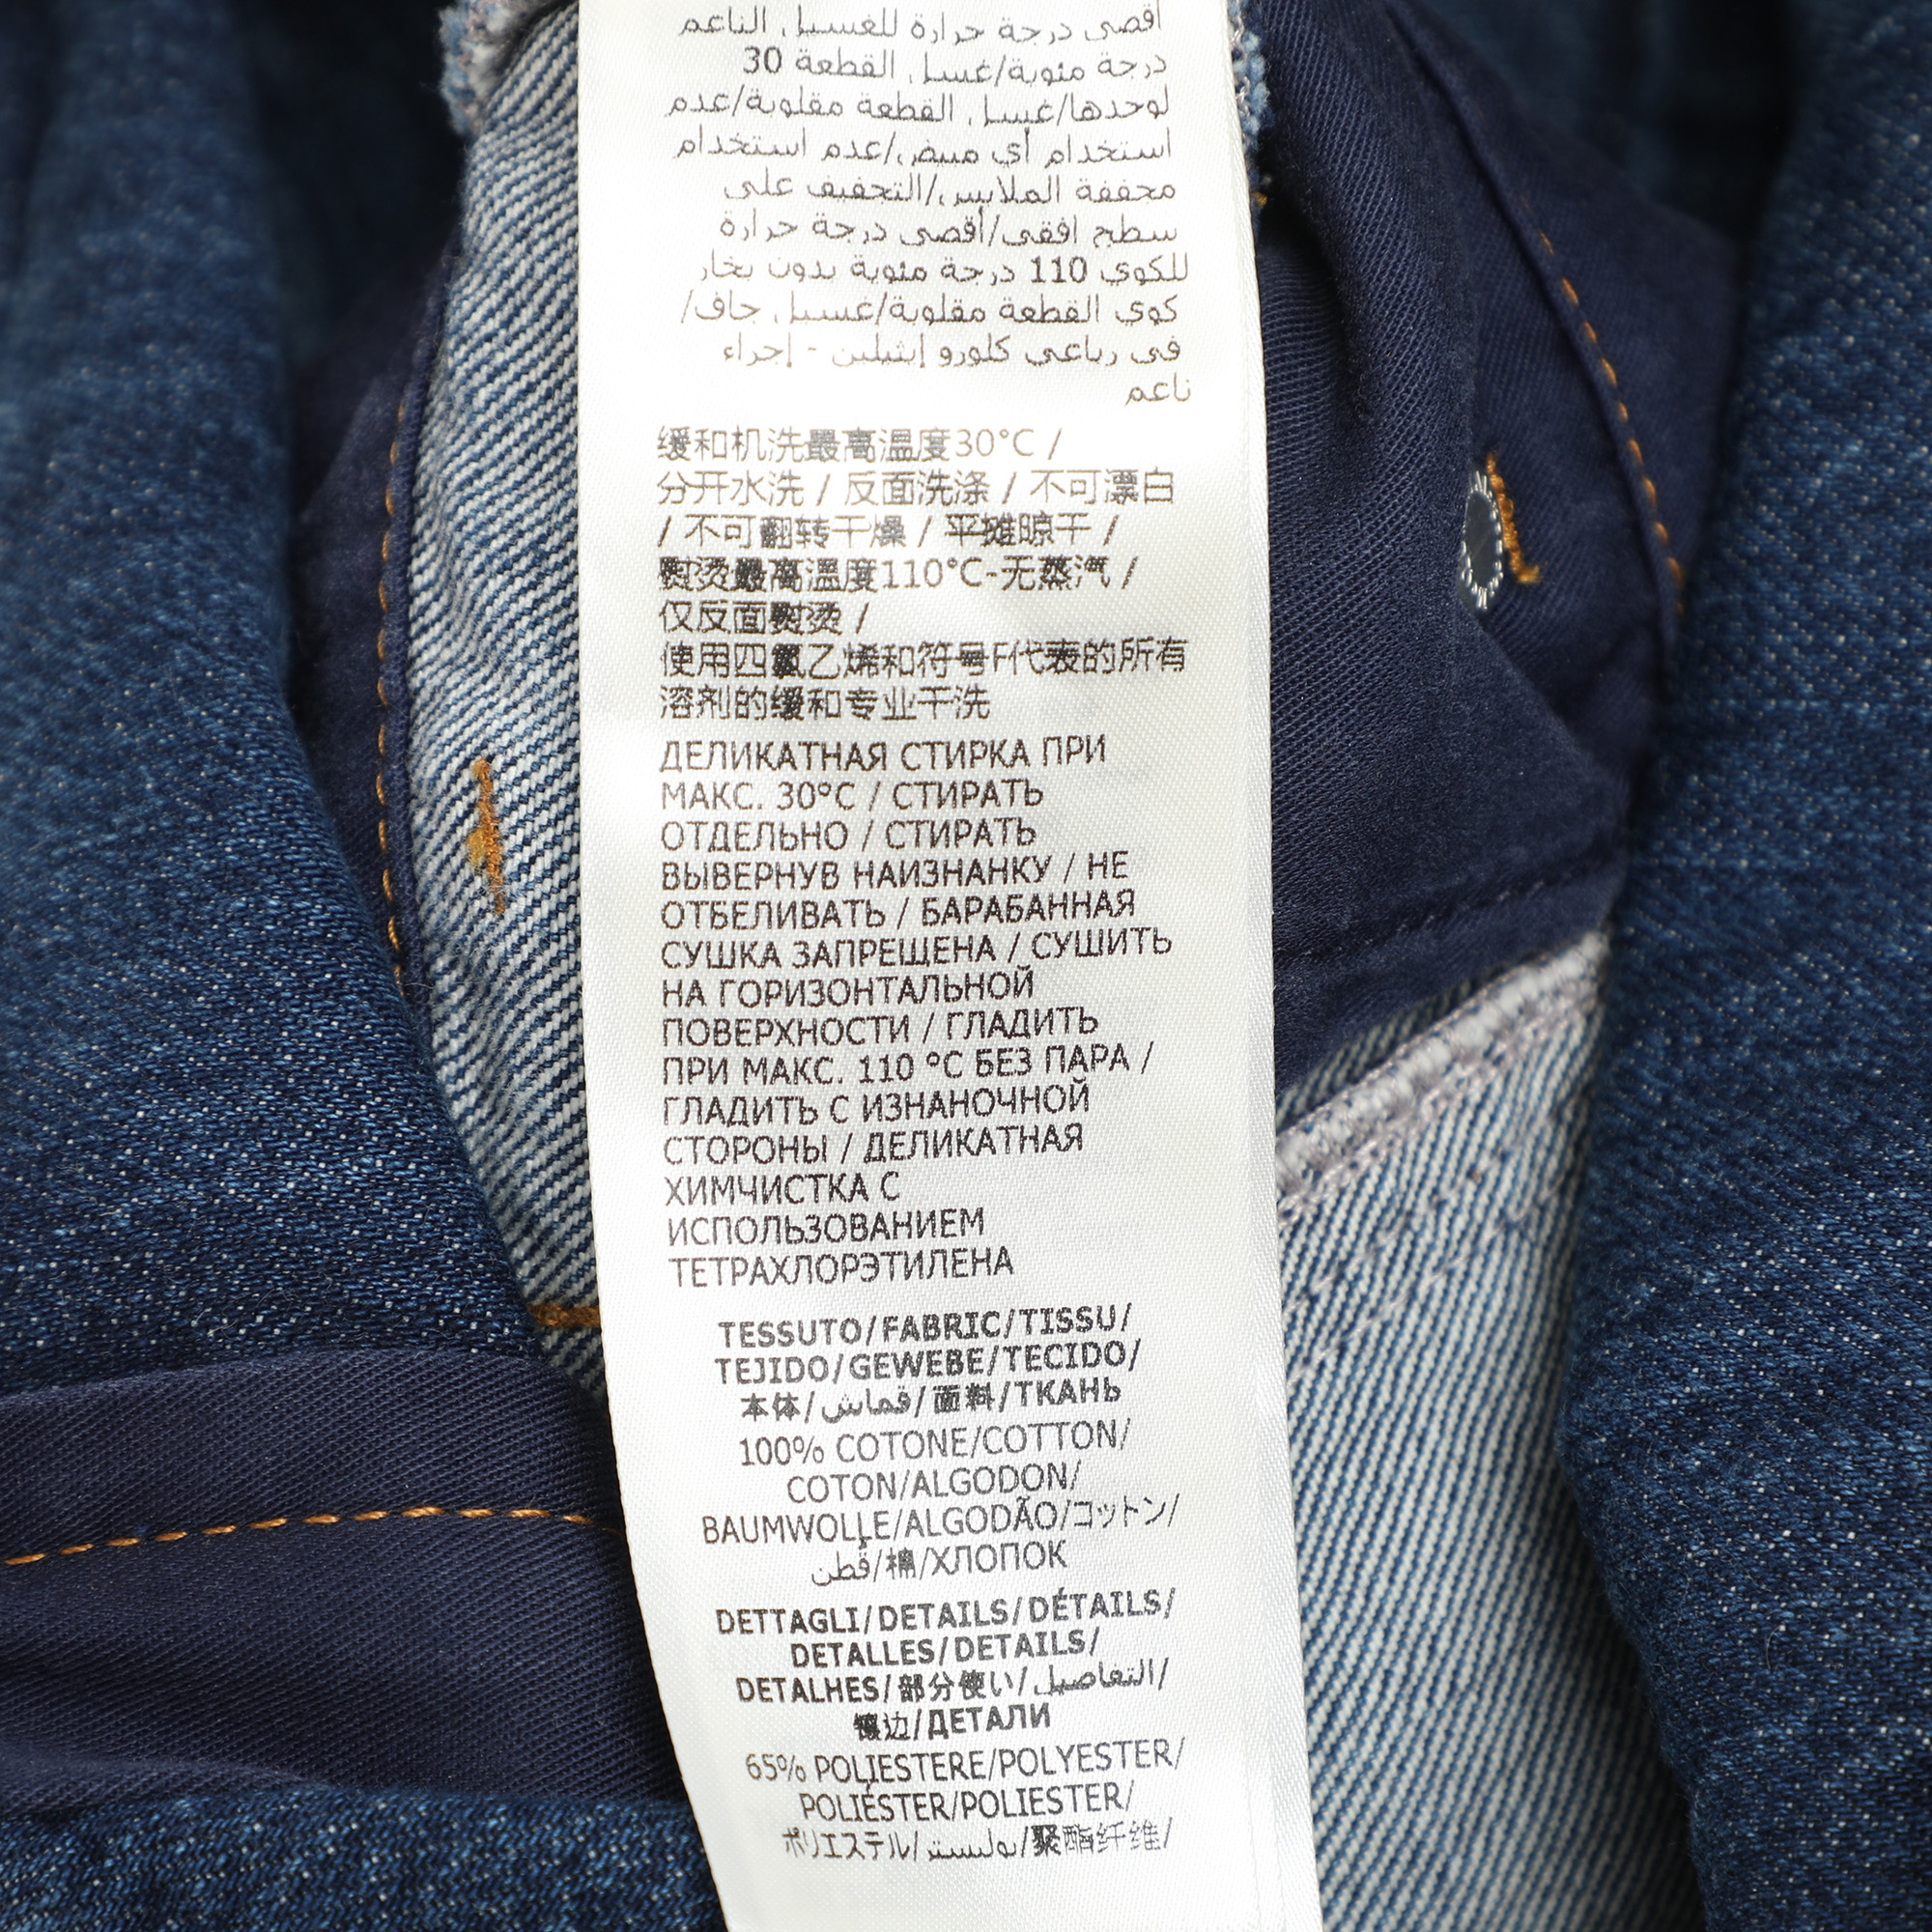 أقصى درجة حرارة للغسيل الناعم
30 درجة مئوية/غسل القطعة
لوحدها/غسل القطعة مقلوبة/عدم
استخدام أي مبيض/عدم استخدام
مجففة الملابس/التجفيف على
سطح افقي/أقصى درجة حرارة
للكوي 110 درجة مئوية بدون بخار
كوي القطعة مقلوبة/غسيل جاف/
في رباعي كلورو إيثيلين - إجراء
ناعم
缓和机洗最高温度30°C /
分开水洗 / 反面洗涤 / 不可漂白
/ 不可翻转干燥 / 平摊晾干 /
熨烫最高温度110°C-无蒸汽 /
仅反面熨烫 /
使用四氯乙烯和符号F代表的所有
溶剂的缓和专业干洗
ДЕЛИКАТНАЯ СТИРКА ПРИ
МАКС. 30°C / СТИРАТЬ
ОТДЕЛЬНО / СТИРАТЬ
ВЫВЕРНУВ НАИЗНАНКУ / НЕ
ОТБЕЛИВАТЬ / БАРАБАННАЯ
СУШКА ЗАПРЕЩЕНА / СУШИТЬ
НА ГОРИЗОНТАЛЬНОЙ
ПОВЕРХНОСТИ / ГЛАДИТЬ
ПРИ МАКС. 110 °C БЕЗ ПАРА /
ГЛАДИТЬ С ИЗНАНОЧНОЙ
СТОРОНЫ / ДЕЛИКАТНАЯ
ХИМЧИСТКА С
ИСПОЛЬЗОВАНИЕМ
ТЕТРАХЛОРЭТИЛЕНА
TESSUTO/FABRIC/TISSU/
TEJIDO/GEWEBE/TECIDO/
本体/قماش/面料/ТКАНЬ
100% COTONE/COTTON/
COTON/ALGODON/
BAUMWOLLE/ALGODÃO/コットン/
قطن/棉/ХЛОПОК
DETTAGLI/DETAILS/DÉTAILS/
DETALLES/DETAILS/
DETALHES/部分使い/التفاصيل/
镶边/ДЕТАЛИ
65% POLIESTERE/POLYESTER/
POLIÉSTER/POLIESTER/
ポリエステル/بوليستر/聚酯纤维/